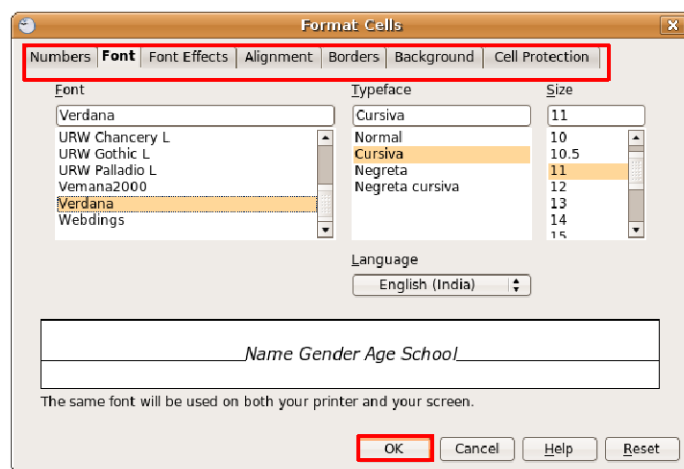 Format Cells
Numbers Font Font Effects Alignment Borders Background Cell Protection
Font Typeface Size
Verdana Cursiva 11
URW Chancery L Normal 10
URW Gothic L Cursiva 10.5
URW Palladio L Negreta 11
Vemana2000 Negreta cursiva 12
Verdana 13
Webdings 14
15
Language
English (India)
Name Gender Age School
The same font will be used on both your printer and your screen.
OK Cancel Help Reset